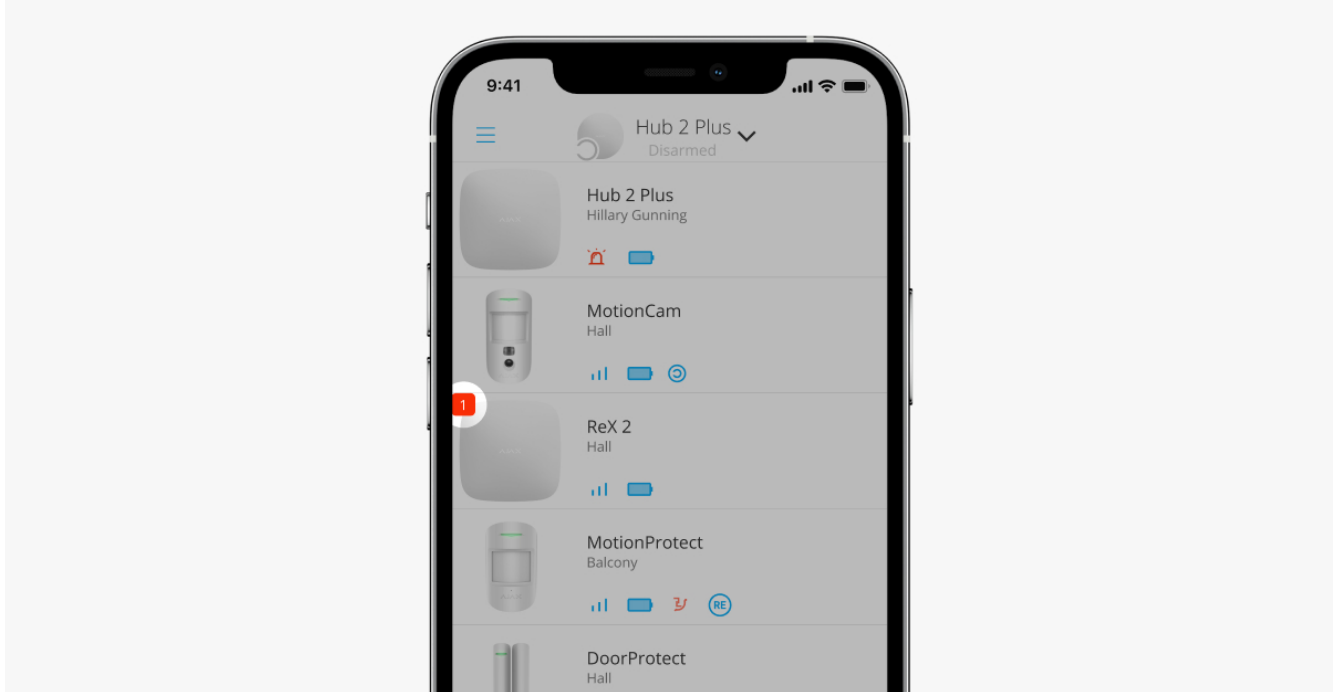 9:41
Hub 2 Plus
Disarmed
Hub 2 Plus
Hillary Gunning
MotionCam
Hall
1
ReX 2
Hall
MotionProtect
Balcony
RE
DoorProtect
Hall